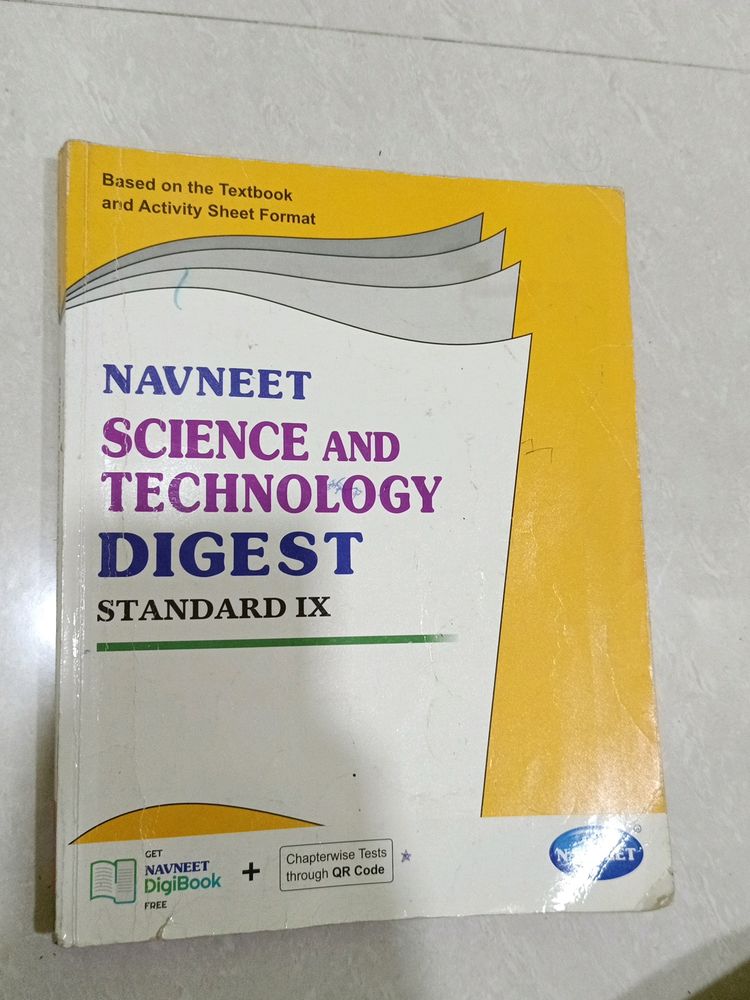 Based on the Textbook
and Activity Sheet Format
NAVNEET
SCIENCE AND
TECHNOLOGY
DIGEST
STANDARD IX
GET
NAVNEET
DigiBook
FREE
+
Chapterwise Tests
through QR Code
NAVNEET